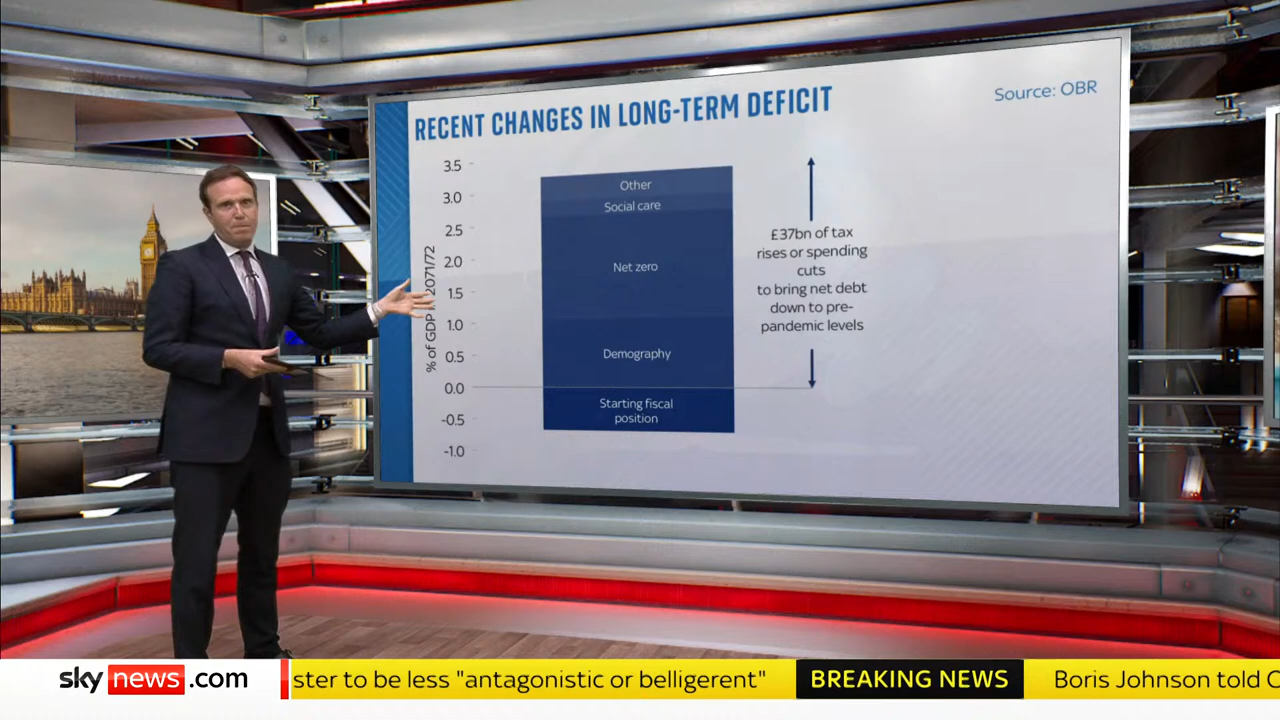 RECENT CHANGES IN LONG-TERM DEFICIT
Source: OBR
3.5
3.0
2.5
2.0
1.5
1.0
0.5
0.0
-0.5
-1.0
% of GDP
2071/72
Other
Social care
Net zero
Demography
Starting fiscal
position
£37bn of tax
rises or spending
cuts
to bring net debt
down to pre-
pandemic levels
sky news.com
ster to be less "antagonistic or belligerent"
BREAKING NEWS
Boris Johnson told